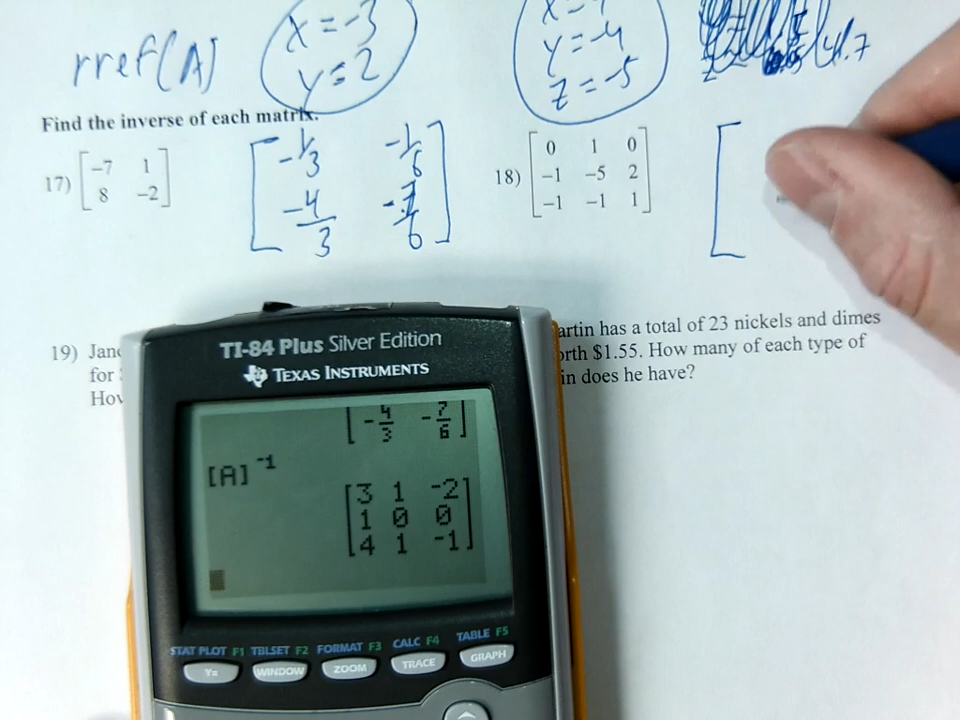 rref(A)
x = -3
y = 2
y = -4
z = -5
Find the inverse of each matrix.
17) [ -7 1
8 -2 ]
[ -1/3 -1/6
-4/3 -7/6 ]
18) [ 0 1 0
-1 -5 2
-1 -1 1 ]
[
19) Jan
for
How
artin has a total of 23 nickels and dimes
orth $1.55. How many of each type of
in does he have?
TI-84 Plus Silver Edition
TEXAS INSTRUMENTS
[ -4/3 -7/6 ]
[A]⁻¹
[3 1 -2]
[1 0 0]
[4 1 -1]
STAT PLOT F1 TBLSET F2 FORMAT F3 CALC F4 TABLE F5
Y= WINDOW ZOOM TRACE GRAPH